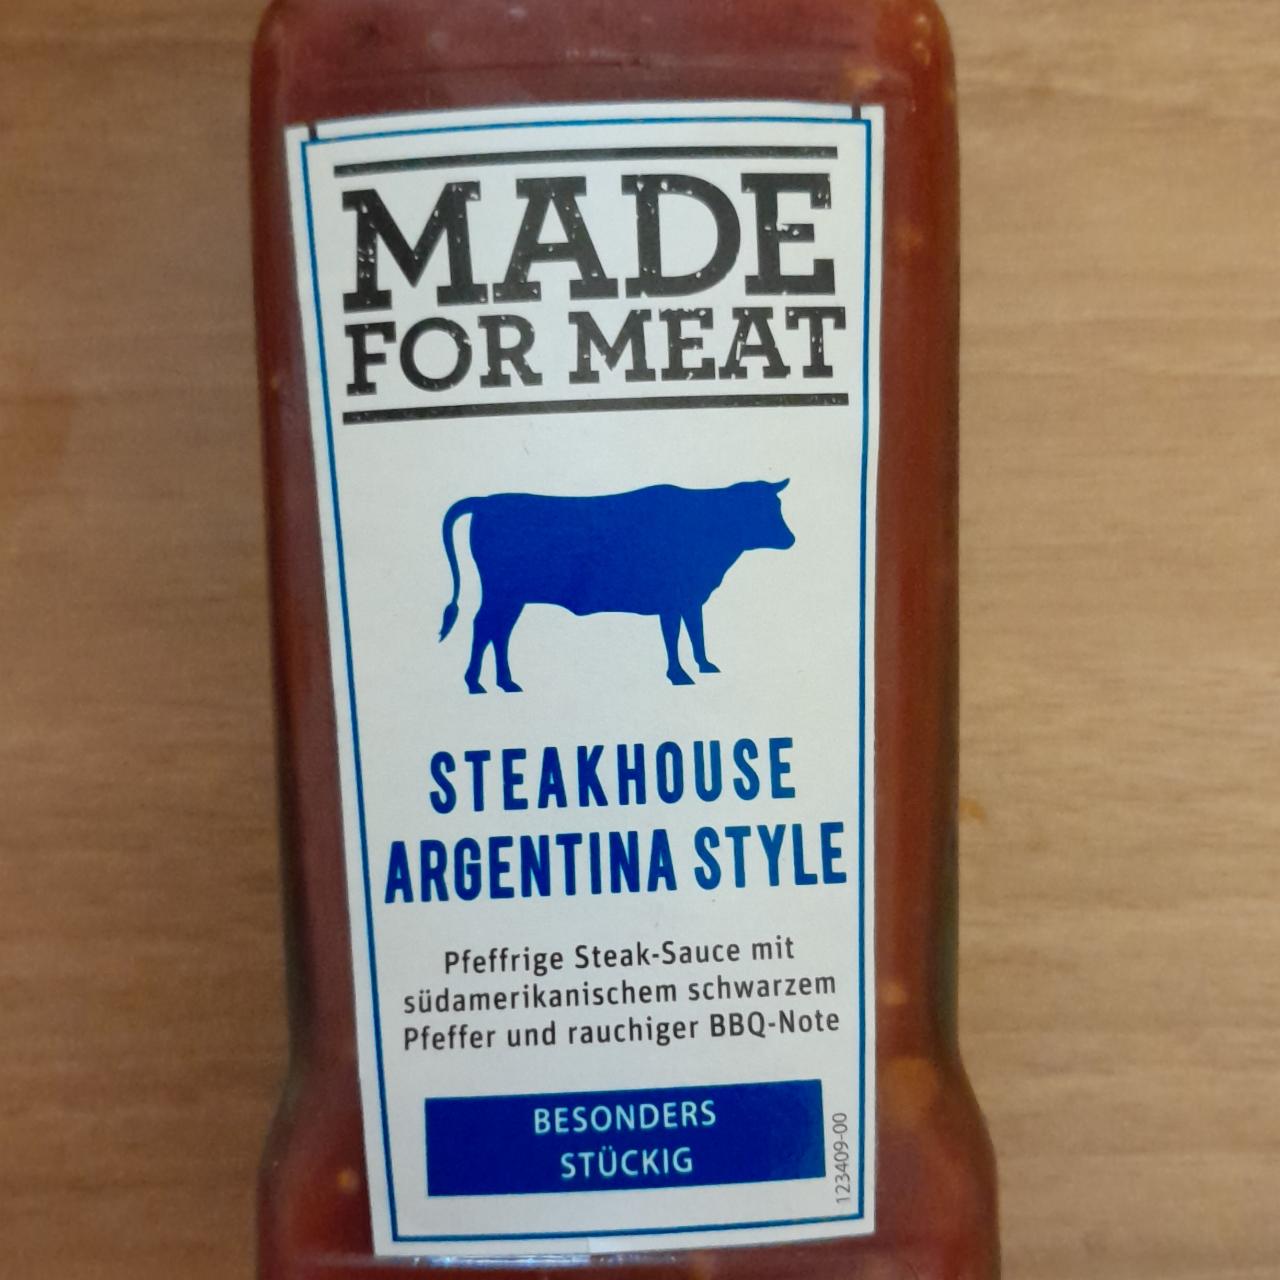 MADE
FOR MEAT
STEAKHOUSE
ARGENTINA STYLE
Pfeffrige Steak-Sauce mit
südamerikanischem schwarzem
Pfeffer und rauchiger BBQ-Note
BESONDERS
STÜCKIG
123409-00